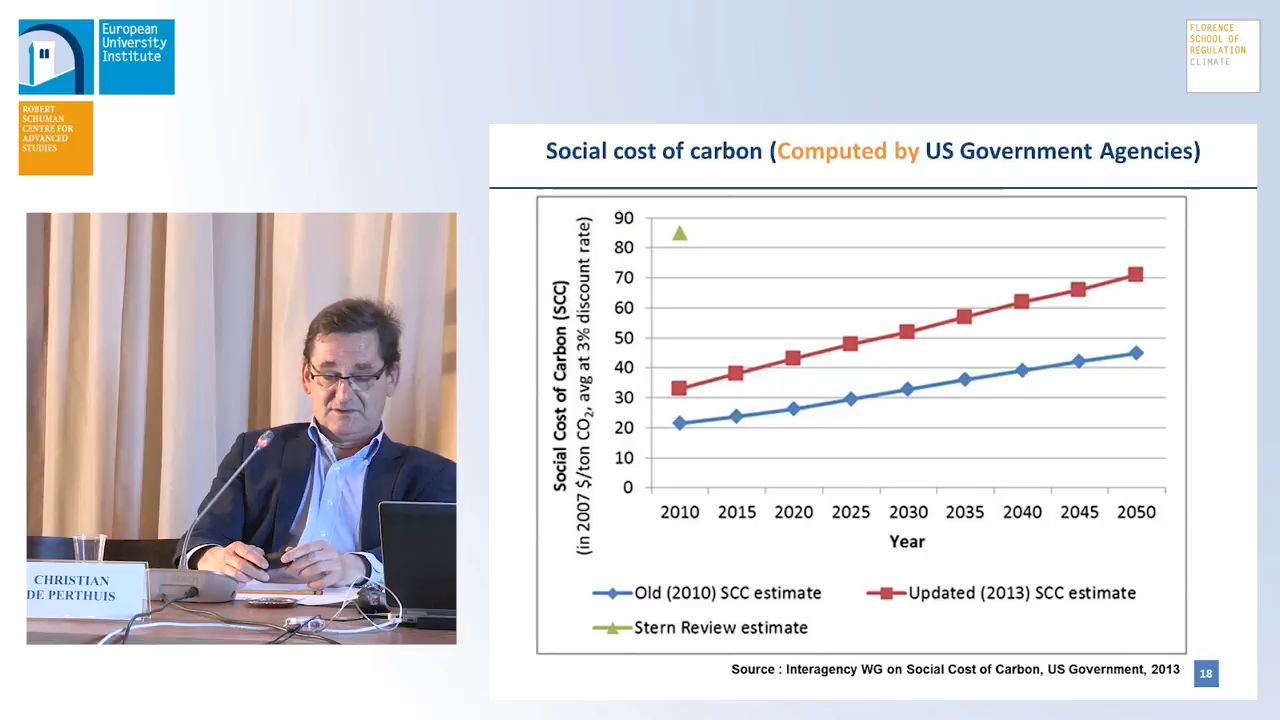 European
University
Institute
ROBERT
SCHUMAN
CENTRE FOR
ADVANCED
STUDIES
FLORENCE
SCHOOL OF
REGULATION
CLIMATE
CHRISTIAN
DE PERTHUIS
Social cost of carbon (Computed by US Government Agencies)
Social Cost of Carbon (SCC)
(in 2007 $/ton CO₂, avg at 3% discount rate)
90
80
70
60
50
40
30
20
10
0
2010 2015 2020 2025 2030 2035 2040 2045 2050
Year
Old (2010) SCC estimate Updated (2013) SCC estimate
Stern Review estimate
Source : Interagency WG on Social Cost of Carbon, US Government, 2013
18